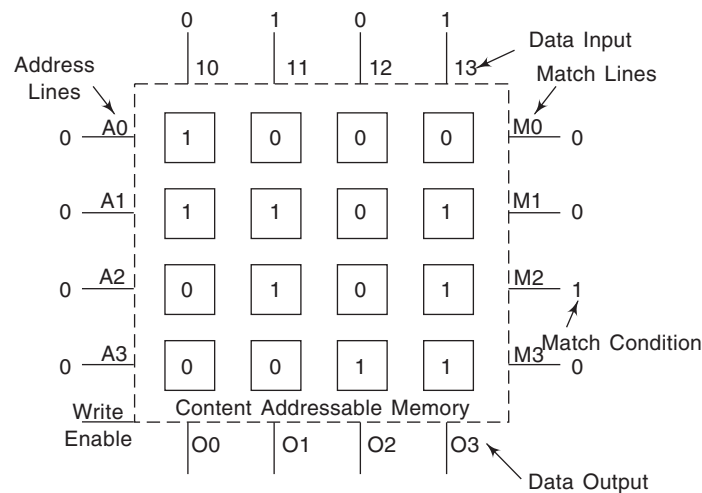 0 1 0 1
Data Input
10 11 12 13
Address
Lines
Match Lines
0 A0 1 0 0 0 M0 0
0 A1 1 1 0 1 M1 0
0 A2 0 1 0 1 M2 1
Match Condition
0 A3 0 0 1 1 M3 0
Write
Enable
Content Addressable Memory
O0 O1 O2 O3
Data Output